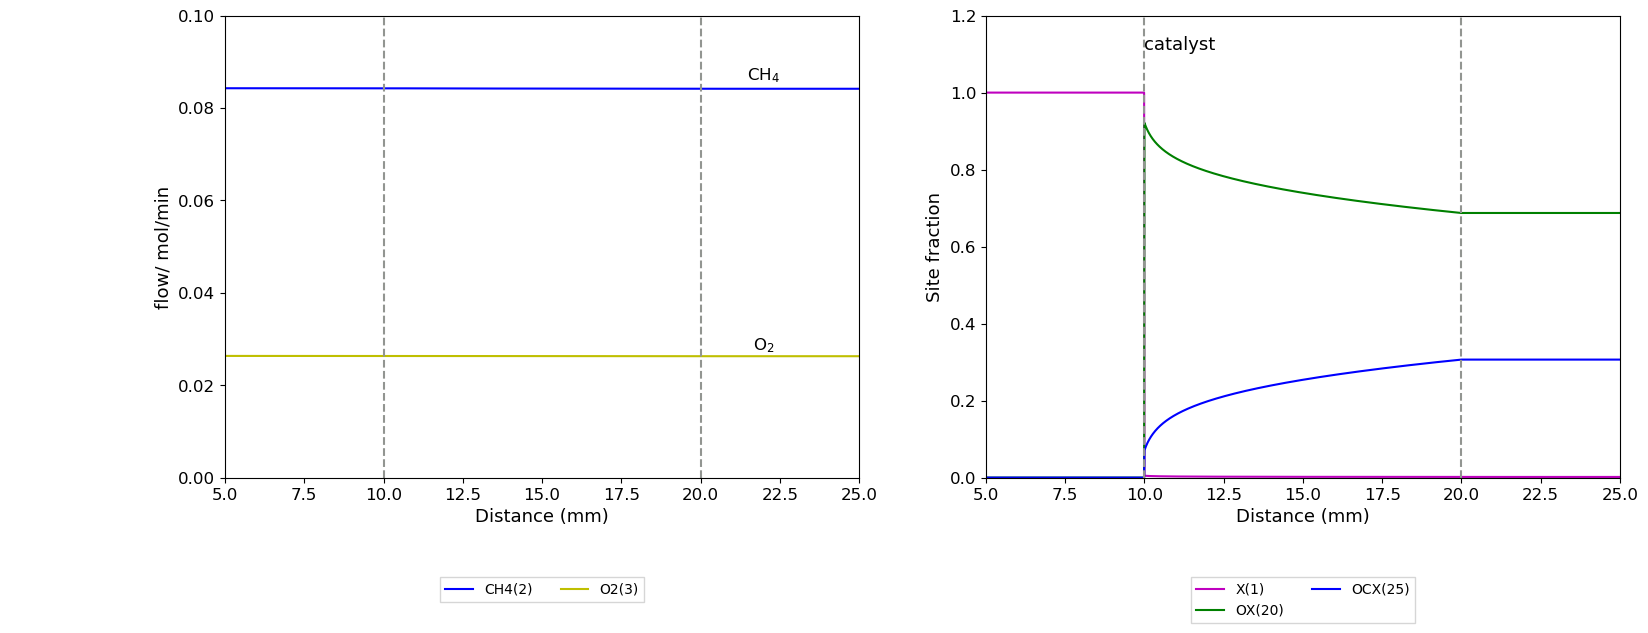 0.10
0.08
0.06
0.04
0.02
0.00
flow/ mol/min
CH4
O2
5.0 7.5 10.0 12.5 15.0 17.5 20.0 22.5 25.0
Distance (mm)
CH4(2) O2(3)
1.2
1.0
0.8
0.6
0.4
0.2
0.0
Site fraction
catalyst
5.0 7.5 10.0 12.5 15.0 17.5 20.0 22.5 25.0
Distance (mm)
X(1) OCX(25)
OX(20)